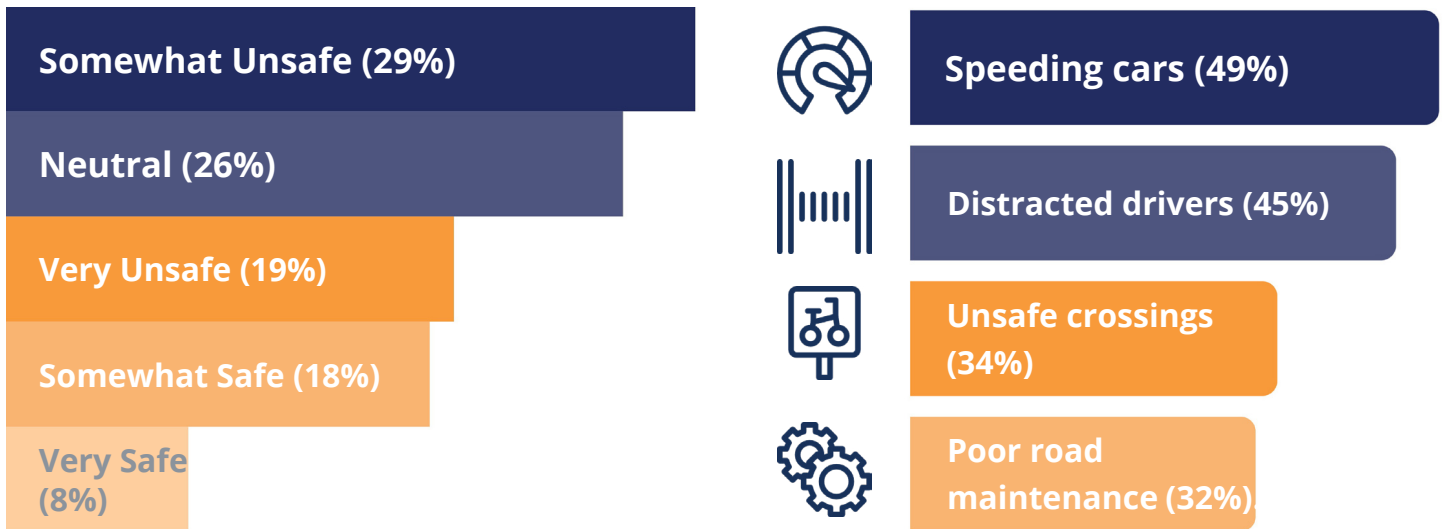 Somewhat Unsafe (29%)
Neutral (26%)
Very Unsafe (19%)
Somewhat Safe (18%)
Very Safe
(8%)
Speeding cars (49%)
Distracted drivers (45%)
Unsafe crossings
(34%)
Poor road
maintenance (32%)